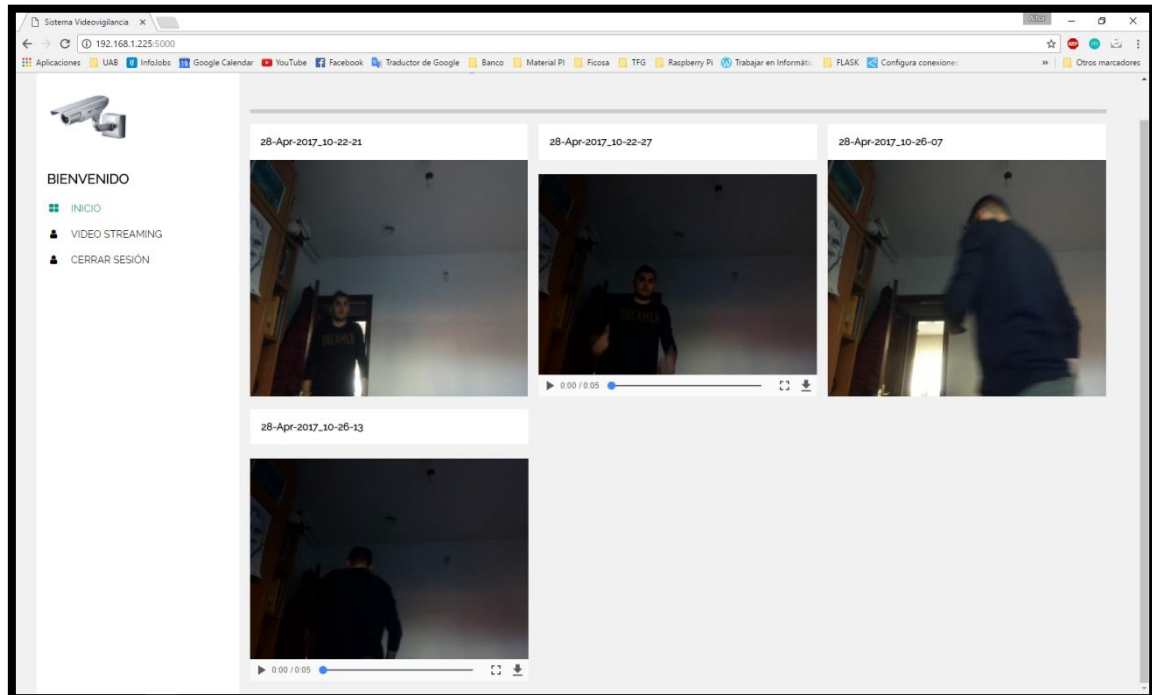 Sistema Videovigilancia
Aitor
192.168.1.225:5000
Aplicaciones UAB InfoJobs Google Calendar YouTube Facebook Traductor de Google Banco Material PI Ficosa TFG Raspberry Pi Trabajar en Informátic FLASK Configura conexiones Otros marcadores
28-Apr-2017_10-22-21
28-Apr-2017_10-22-27
28-Apr-2017_10-26-07
BIENVENIDO
INICIO
VIDEO STREAMING
CERRAR SESIÓN
DREAMER
DREAMER
0:00 / 0:05
28-Apr-2017_10-26-13
0:00 / 0:05